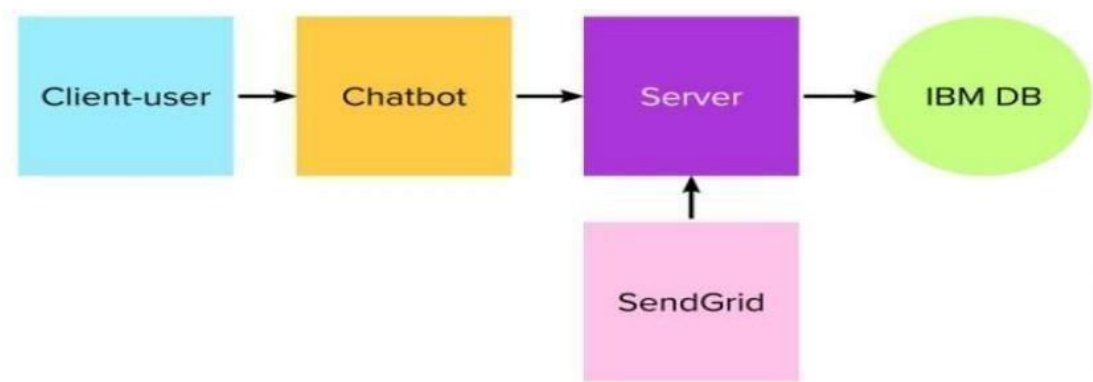 Client-user
Chatbot
Server
IBM DB
SendGrid